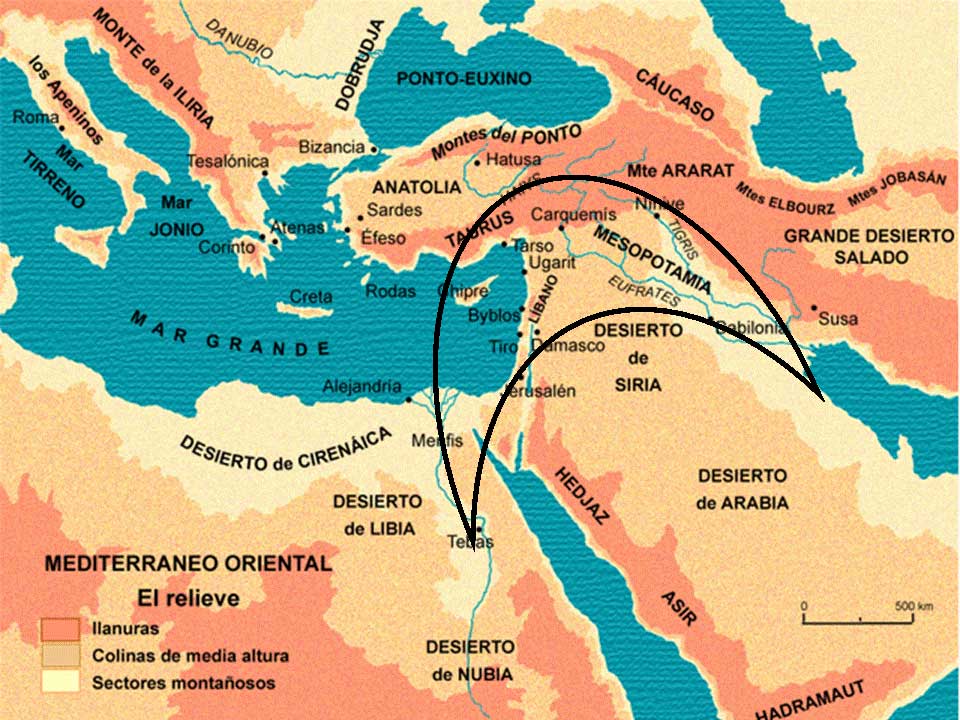 DANUBIO
DOBRUDJA
MONTE de la ILIRIA
los Apeninos
Roma
Mar
TIRRENO
PONTO-EUXINO
CÁUCASO
Bizancia
Montes del PONTO
Hatusa
Tesalónica
ANATOLIA
HALYS
Mte ARARAT
Mtes ELBOURZ
Mtes JOBASÁN
Mar
JONIO
Atenas
Corinto
Sardes
Éfeso
TAURUS
Carquemis
Nínive
TIGRIS
MESOPOTAMIA
GRANDE DESIERTO
SALADO
Tarso
Ugarit
EUFRATES
Creta
Rodas
Chipre
LÍBANO
Byblos
Tiro
Damasco
DESIERTO
de
SIRIA
Babilonia
Susa
MAR GRANDE
Alejandría
Jerusalén
DESIERTO de CIRENÁICA
Menfis
DESIERTO
de LIBIA
HEDJAZ
DESIERTO
de ARABIA
Tebas
MEDITERRANEO ORIENTAL
El relieve
llanuras
Colinas de media altura
Sectores montañosos
DESIERTO
de NUBIA
ASIR
0 500 km
HADRAMAUT